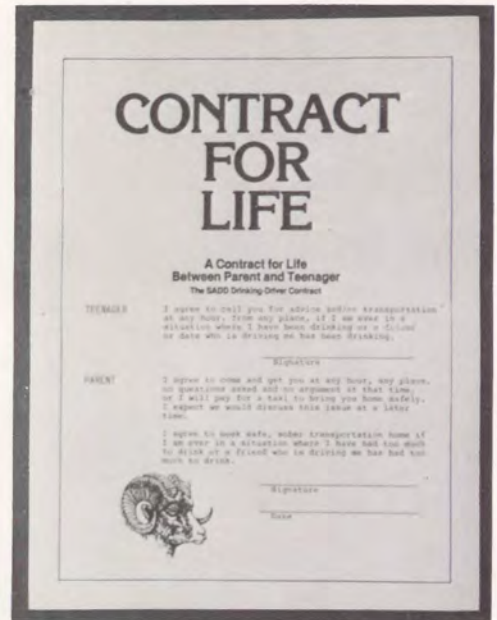 CONTRACT
FOR
LIFE
A Contract for Life
Between Parent and Teenager
The SADD Drinking-Driver Contract
TEENAGER I agree to call you for advice and/or transportation
at any hour, from any place, if I am ever in a
situation where I have been drinking or a friend
or date who is driving me has been drinking.
Signature
PARENT I agree to come and get you at any hour, any place,
no questions asked and no argument at that time,
or I will pay for a taxi to bring you home safely.
I expect we would discuss this issue at a later
time.
I agree to seek safe, sober transportation home if
I am ever in a situation where I have had too much
to drink or a friend who is driving me has had too
much to drink.
Signature
Date